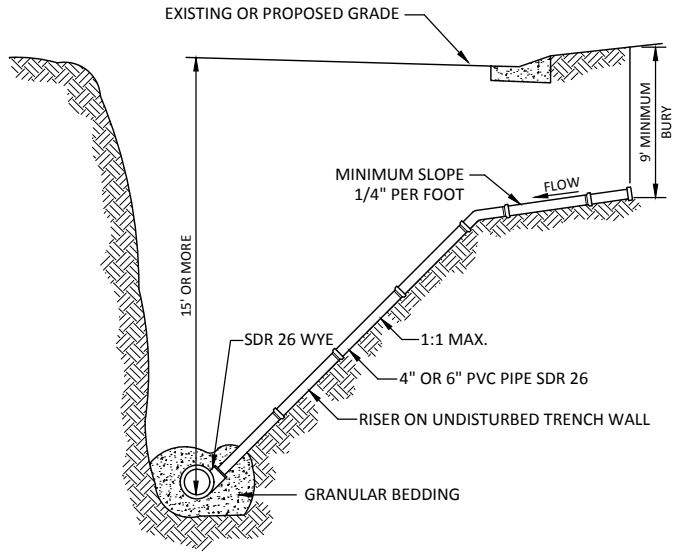 EXISTING OR PROPOSED GRADE
9' MINIMUM
BURY
MINIMUM SLOPE
1/4" PER FOOT
FLOW
15' OR MORE
SDR 26 WYE
1:1 MAX.
4" OR 6" PVC PIPE SDR 26
RISER ON UNDISTURBED TRENCH WALL
GRANULAR BEDDING